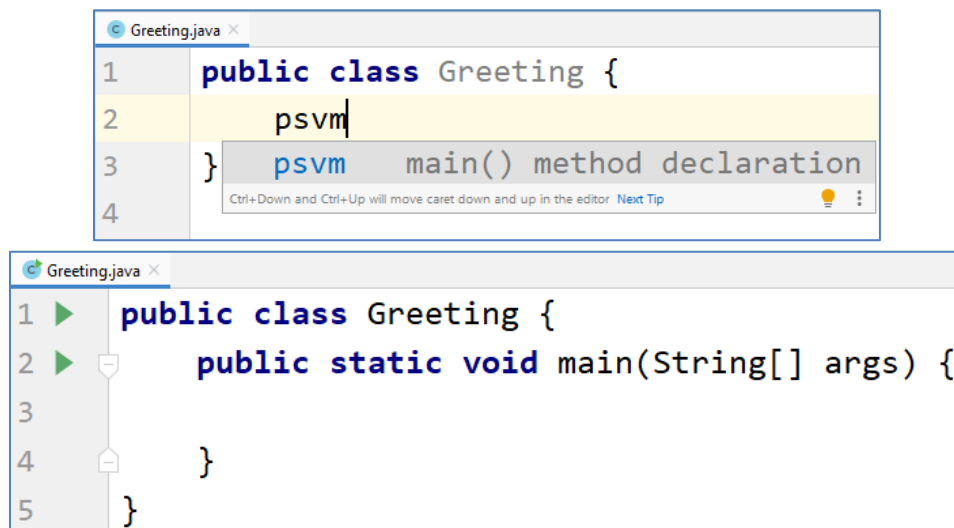 C Greeting.java ×
1 public class Greeting {
2 psvm
3 } psvm main() method declaration
Ctrl+Down and Ctrl+Up will move caret down and up in the editor Next Tip
4
C Greeting.java ×
1 public class Greeting {
2 public static void main(String[] args) {
3
4 }
5 }